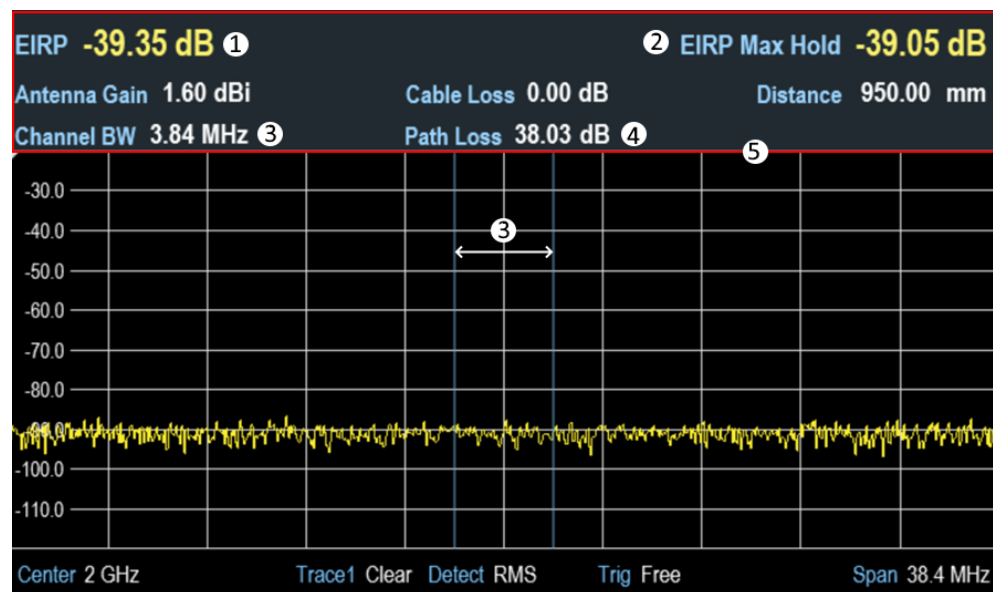 EIRP -39.35 dB ① ② EIRP Max Hold -39.05 dB
Antenna Gain 1.60 dBi Cable Loss 0.00 dB Distance 950.00 mm
Channel BW 3.84 MHz ③ Path Loss 38.03 dB ④
⑤
-30.0
-40.0
③
-50.0
-60.0
-70.0
-80.0
-90.0
-100.0
-110.0
Center 2 GHz Trace1 Clear Detect RMS Trig Free Span 38.4 MHz